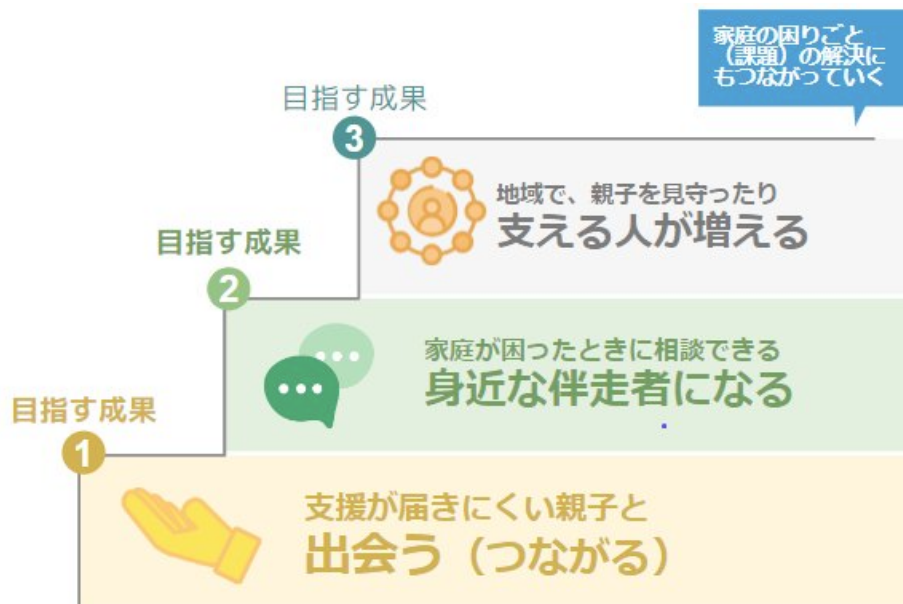 家庭の困りごと
（課題）の解決に
もつながっていく
目指す成果
3
地域で、親子を見守ったり
支える人が増える
目指す成果
2
家庭が困ったときに相談できる
身近な伴走者になる
目指す成果
1
支援が届きにくい親子と
出会う（つながる）